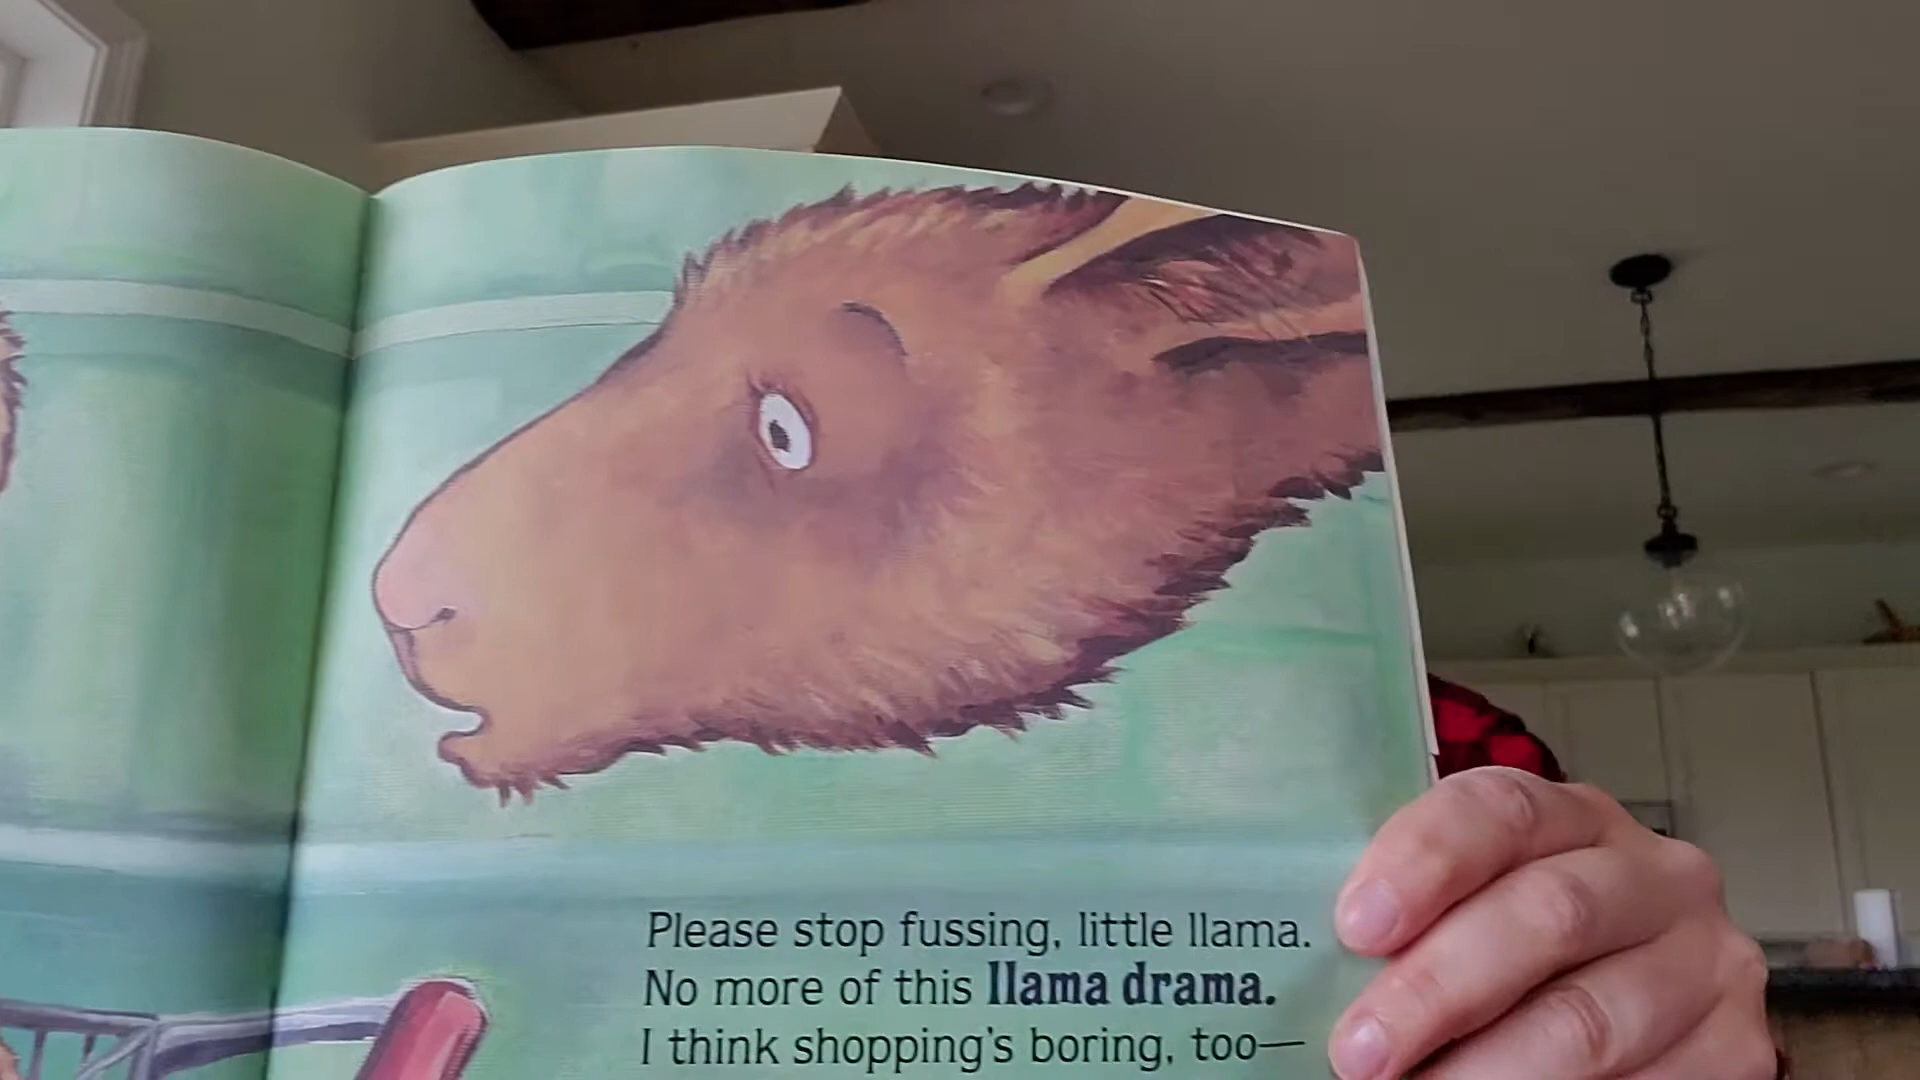 Please stop fussing, little llama.
No more of this llama drama.
I think shopping's boring, too—